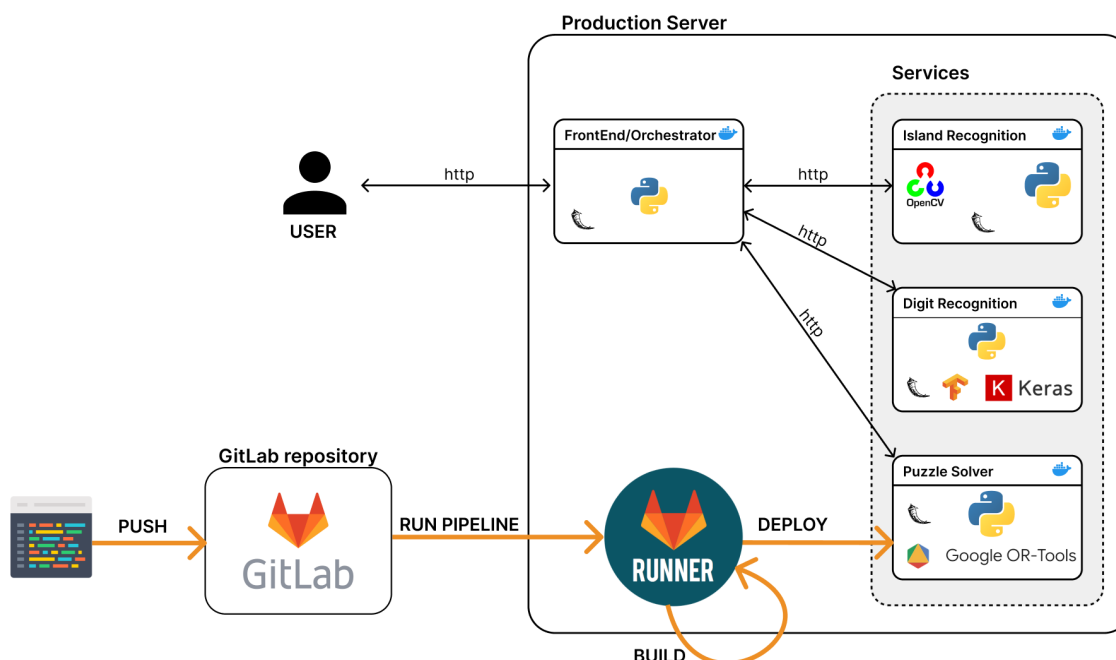 Production Server
Services
FrontEnd/Orchestrator
Island Recognition
http
http
OpenCV
USER
http
Digit Recognition
http
K Keras
GitLab repository
Puzzle Solver
PUSH
RUN PIPELINE
DEPLOY
GitLab
RUNNER
Google OR-Tools
BUILD